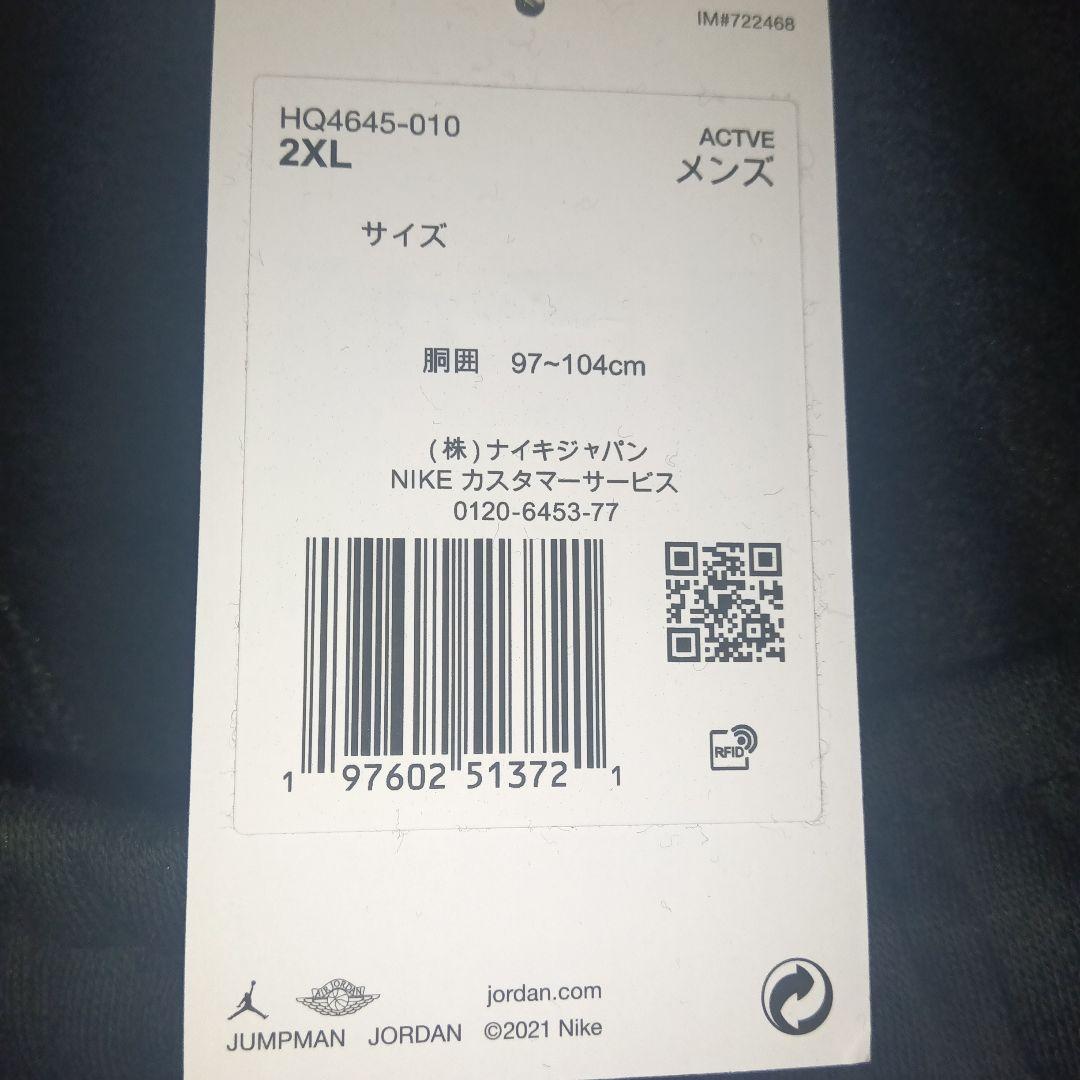 IM#722468
HQ4645-010
2XL
ACTVE
メンズ
サイズ
胴囲 97~104cm
(株)ナイキジャパン
NIKE カスタマーサービス
0120-6453-77
1 97602 51372 1
RFID
AIR JORDAN
jordan.com
JUMPMAN JORDAN ©2021 Nike